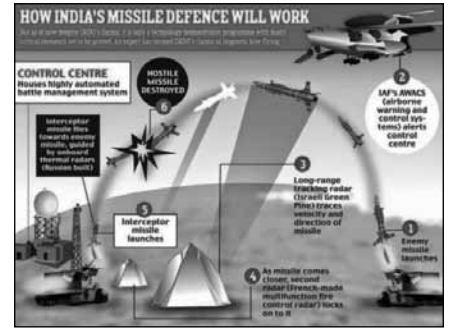 HOW INDIA'S MISSILE DEFENCE WILL WORK
CONTROL CENTRE
Houses highly automated
battle management system
HOSTILE
MISSILE
DESTROYED
6
2
IAF's AWACS
(airborne
warning and
control sys-
tems) alerts
control
centre
Interceptor
missile flies
towards enemy
missile, guided
by onboard
thermal radars
(Russian built)
3
Long-range
tracking radar
(Israeli Green
Pine) traces
velocity and
direction of
missile
1
Enemy
missile
launches
5
Interceptor
missile
launches
4
As missile comes
closer, second
radar (French-made
multifunction fire
control radar) locks
on to it